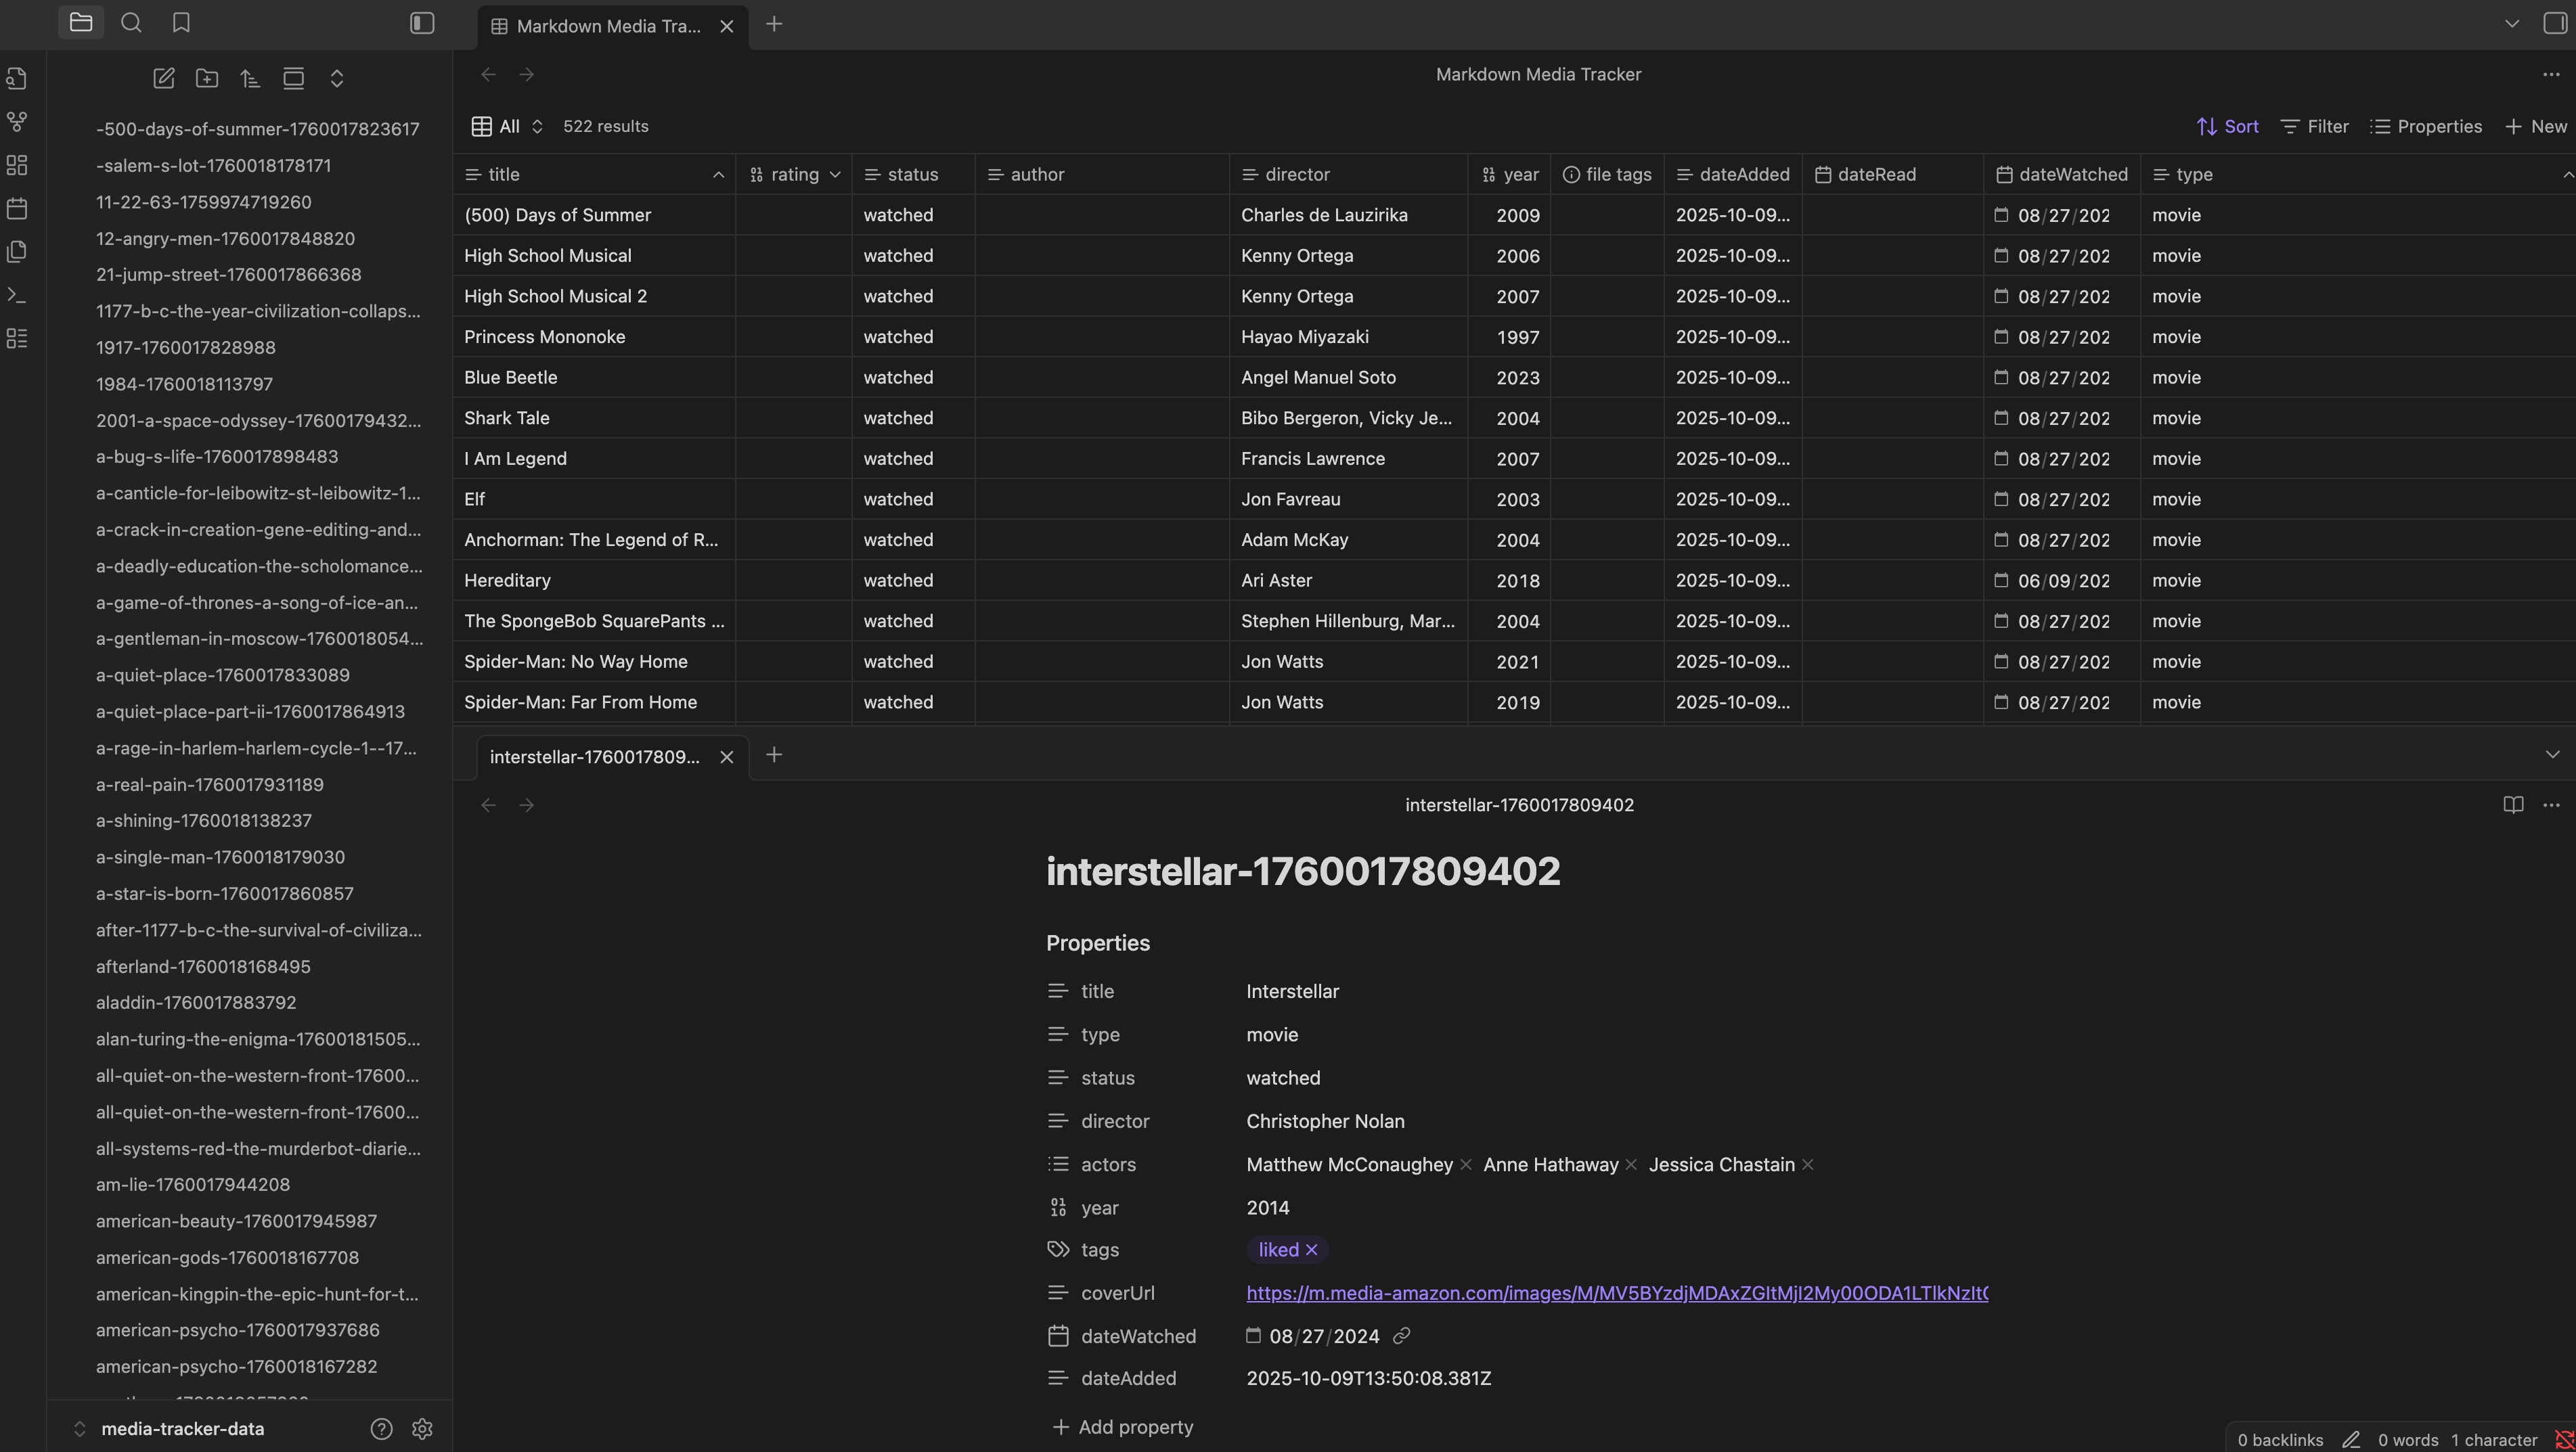 Markdown Media Tra...
-500-days-of-summer-1760017823617
-salem-s-lot-1760018178171
11-22-63-1759974719260
12-angry-men-1760017848820
21-jump-street-1760017866368
1177-b-c-the-year-civilization-collaps...
1917-1760017828988
1984-1760018113797
2001-a-space-odyssey-17600179432...
a-bug-s-life-1760017898483
a-canticle-for-leibowitz-st-leibowitz-1...
a-crack-in-creation-gene-editing-and...
a-deadly-education-the-scholomance...
a-game-of-thrones-a-song-of-ice-an...
a-gentleman-in-moscow-1760018054...
a-quiet-place-1760017833089
a-quiet-place-part-ii-1760017864913
a-rage-in-harlem-harlem-cycle-1--17...
a-real-pain-1760017931189
a-shining-1760018138237
a-single-man-1760018179030
a-star-is-born-1760017860857
after-1177-b-c-the-survival-of-civiliza...
afterland-1760018168495
aladdin-1760017883792
alan-turing-the-enigma-17600181505...
all-quiet-on-the-western-front-17600...
all-quiet-on-the-western-front-17600...
all-systems-red-the-murderbot-diarie...
am-lie-1760017944208
american-beauty-1760017945987
american-gods-1760018167708
american-kingpin-the-epic-hunt-for-t...
american-psycho-1760017937686
american-psycho-1760018167282
media-tracker-data
Markdown Media Tracker
All 522 results Sort Filter Properties New
title rating status author director year file tags dateAdded dateRead dateWatched type
(500) Days of Summer watched Charles de Lauzirika 2009 2025-10-09... 08/27/202 movie
High School Musical watched Kenny Ortega 2006 2025-10-09... 08/27/202 movie
High School Musical 2 watched Kenny Ortega 2007 2025-10-09... 08/27/202 movie
Princess Mononoke watched Hayao Miyazaki 1997 2025-10-09... 08/27/202 movie
Blue Beetle watched Angel Manuel Soto 2023 2025-10-09... 08/27/202 movie
Shark Tale watched Bibo Bergeron, Vicky Je... 2004 2025-10-09... 08/27/202 movie
I Am Legend watched Francis Lawrence 2007 2025-10-09... 08/27/202 movie
Elf watched Jon Favreau 2003 2025-10-09... 08/27/202 movie
Anchorman: The Legend of R... watched Adam McKay 2004 2025-10-09... 08/27/202 movie
Hereditary watched Ari Aster 2018 2025-10-09... 06/09/202 movie
The SpongeBob SquarePants ... watched Stephen Hillenburg, Mar... 2004 2025-10-09... 08/27/202 movie
Spider-Man: No Way Home watched Jon Watts 2021 2025-10-09... 08/27/202 movie
Spider-Man: Far From Home watched Jon Watts 2019 2025-10-09... 08/27/202 movie
interstellar-1760017809...
interstellar-1760017809402
interstellar-1760017809402
Properties
title Interstellar
type movie
status watched
director Christopher Nolan
actors Matthew McConaughey Anne Hathaway Jessica Chastain
year 2014
tags liked
coverUrl https://m.media-amazon.com/images/M/MV5BYzdjMDAxZGItMjI2My00ODA1LTlkNzItO
dateWatched 08/27/2024
dateAdded 2025-10-09T13:50:08.381Z
Add property
0 backlinks 0 words 1 character